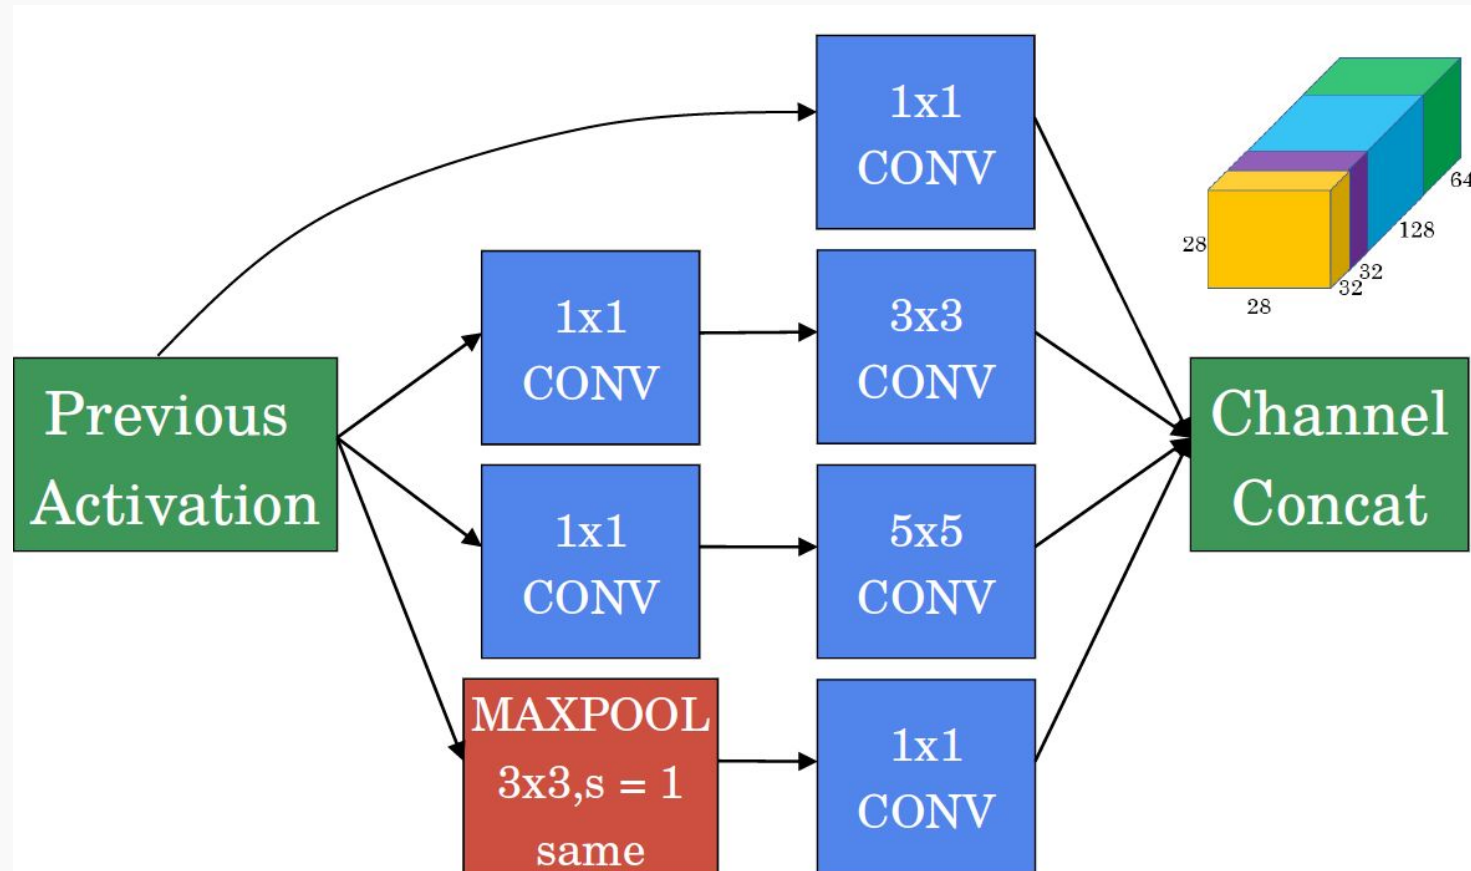 1x1
CONV
64
128
32
32
28
28
1x1
CONV
3x3
CONV
Previous
Activation
Channel
Concat
1x1
CONV
5x5
CONV
MAXPOOL
3x3,s = 1
same
1x1
CONV